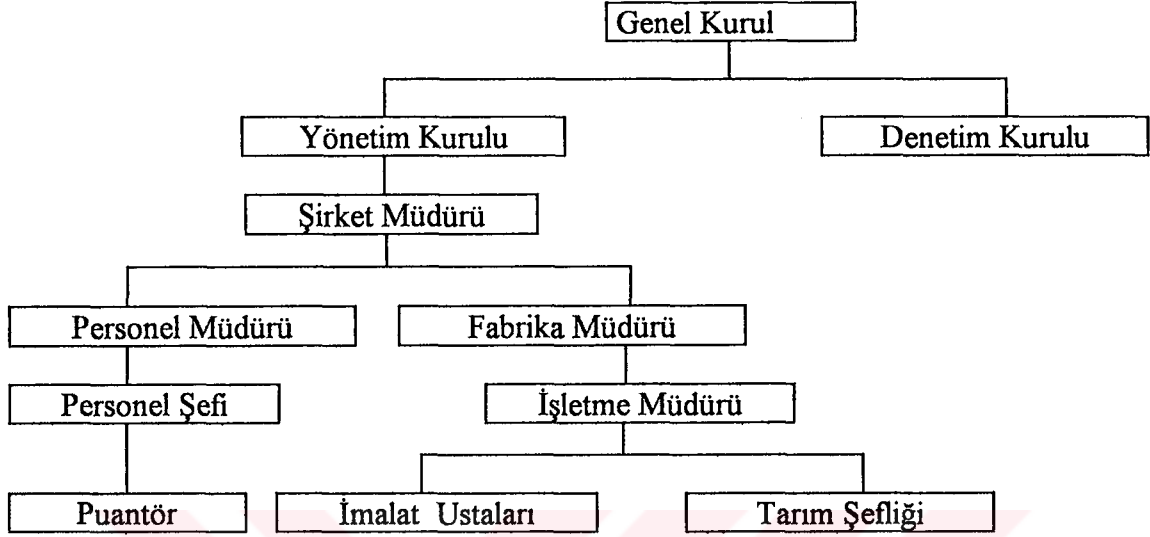 Genel Kurul
Yönetim Kurulu
Denetim Kurulu
Şirket Müdürü
Personel Müdürü
Fabrika Müdürü
Personel Şefi
İşletme Müdürü
Puantör
İmalat Ustaları
Tarım Şefliği